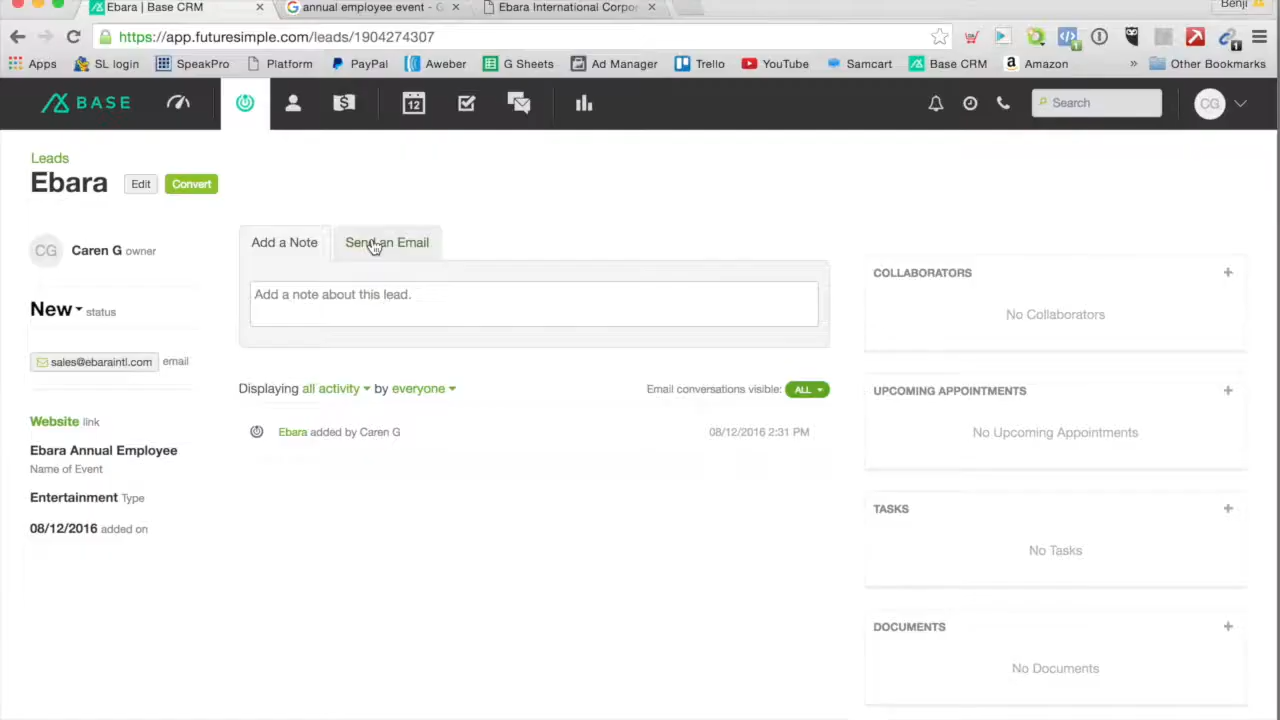 Ebara | Base CRM
annual employee event - G
Ebara International Corpor
Benji
https://app.futuresimple.com/leads/1904274307
Apps
SL login
SpeakPro
Platform
PayPal
Aweber
G Sheets
Ad Manager
Trello
YouTube
Samcart
Base CRM
Amazon
»
Other Bookmarks
BASE
12
Search
CG
Leads
Ebara
Edit
Convert
CG
Caren G owner
New status
sales@ebaraintl.com email
Website link
Ebara Annual Employee
Name of Event
Entertainment Type
08/12/2016 added on
Add a Note
Send an Email
Add a note about this lead.
Displaying all activity by everyone
Email conversations visible: ALL
Ebara added by Caren G
08/12/2016 2:31 PM
COLLABORATORS +
No Collaborators
UPCOMING APPOINTMENTS +
No Upcoming Appointments
TASKS +
No Tasks
DOCUMENTS +
No Documents